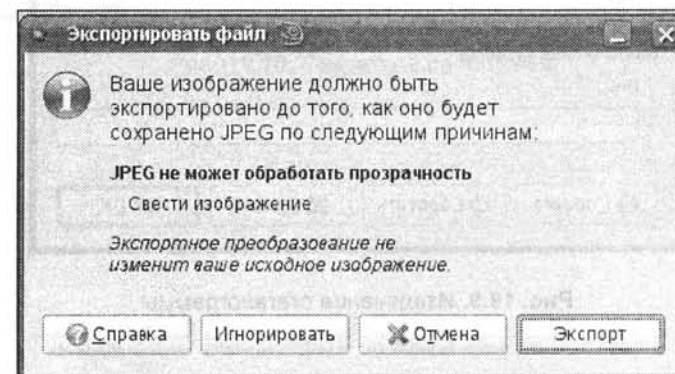 Экспортировать файл
Ваше изображение должно быть
экспортировано до того, как оно будет
сохранено JPEG по следующим причинам:
JPEG не может обработать прозрачность
Свести изображение
Экспортное преобразование не
изменит ваше исходное изображение.
Справка Игнорировать Отмена Экспорт